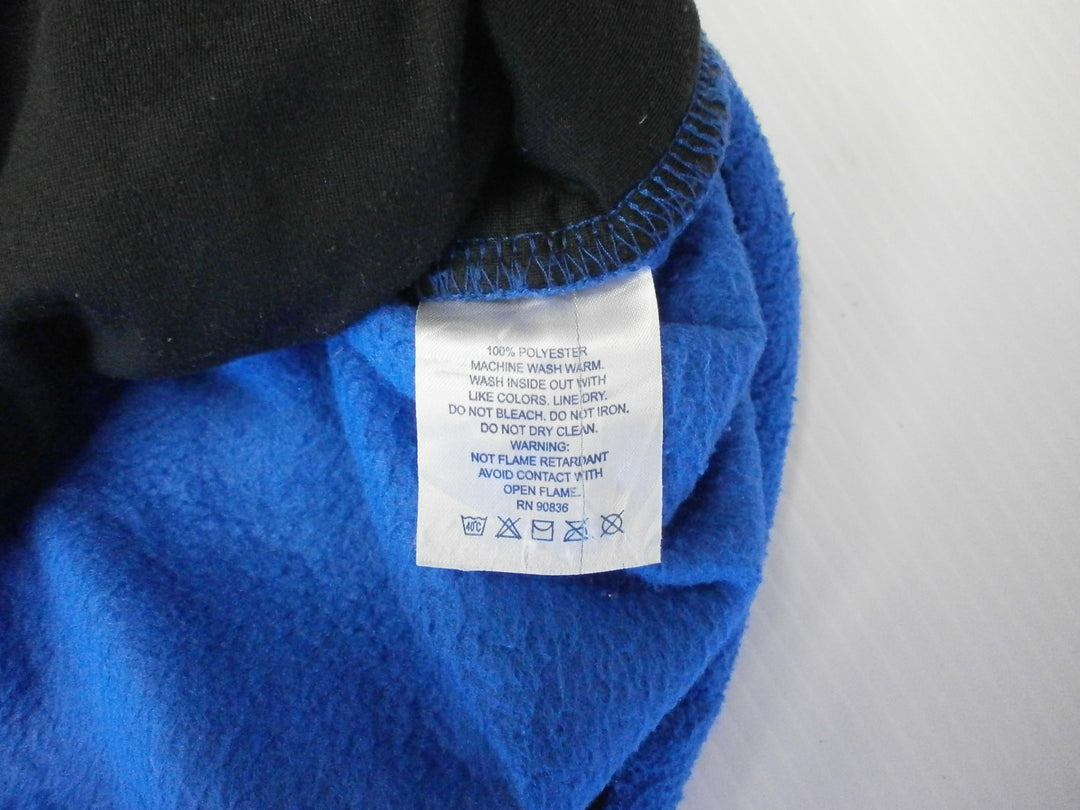 100% POLYESTER
MACHINE WASH WARM.
WASH INSIDE OUT WITH
LIKE COLORS. LINE DRY.
DO NOT BLEACH. DO NOT IRON.
DO NOT DRY CLEAN.
WARNING:
NOT FLAME RETARDANT
AVOID CONTACT WITH
OPEN FLAME.
RN 90836
40C